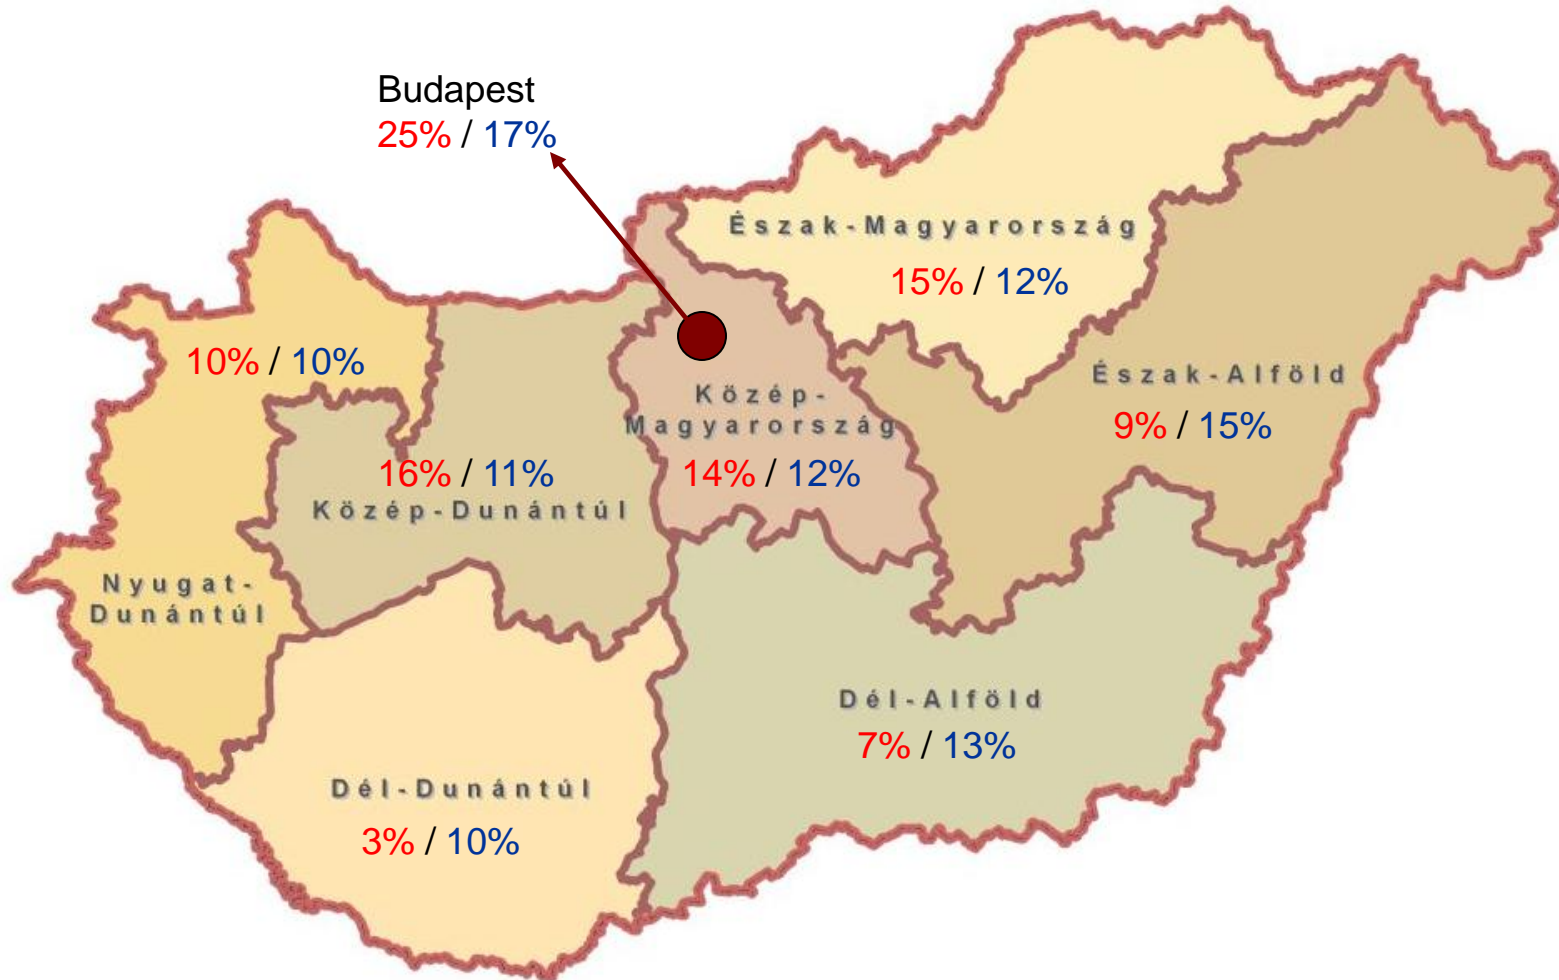 Budapest
25% / 17%
Észak-Magyarország
15% / 12%
10% / 10%
Észak-Alföld
9% / 15%
Közép-
Magyarország
14% / 12%
16% / 11%
Közép-Dunántúl
Nyugat-
Dunántúl
Dél-Alföld
7% / 13%
Dél-Dunántúl
3% / 10%